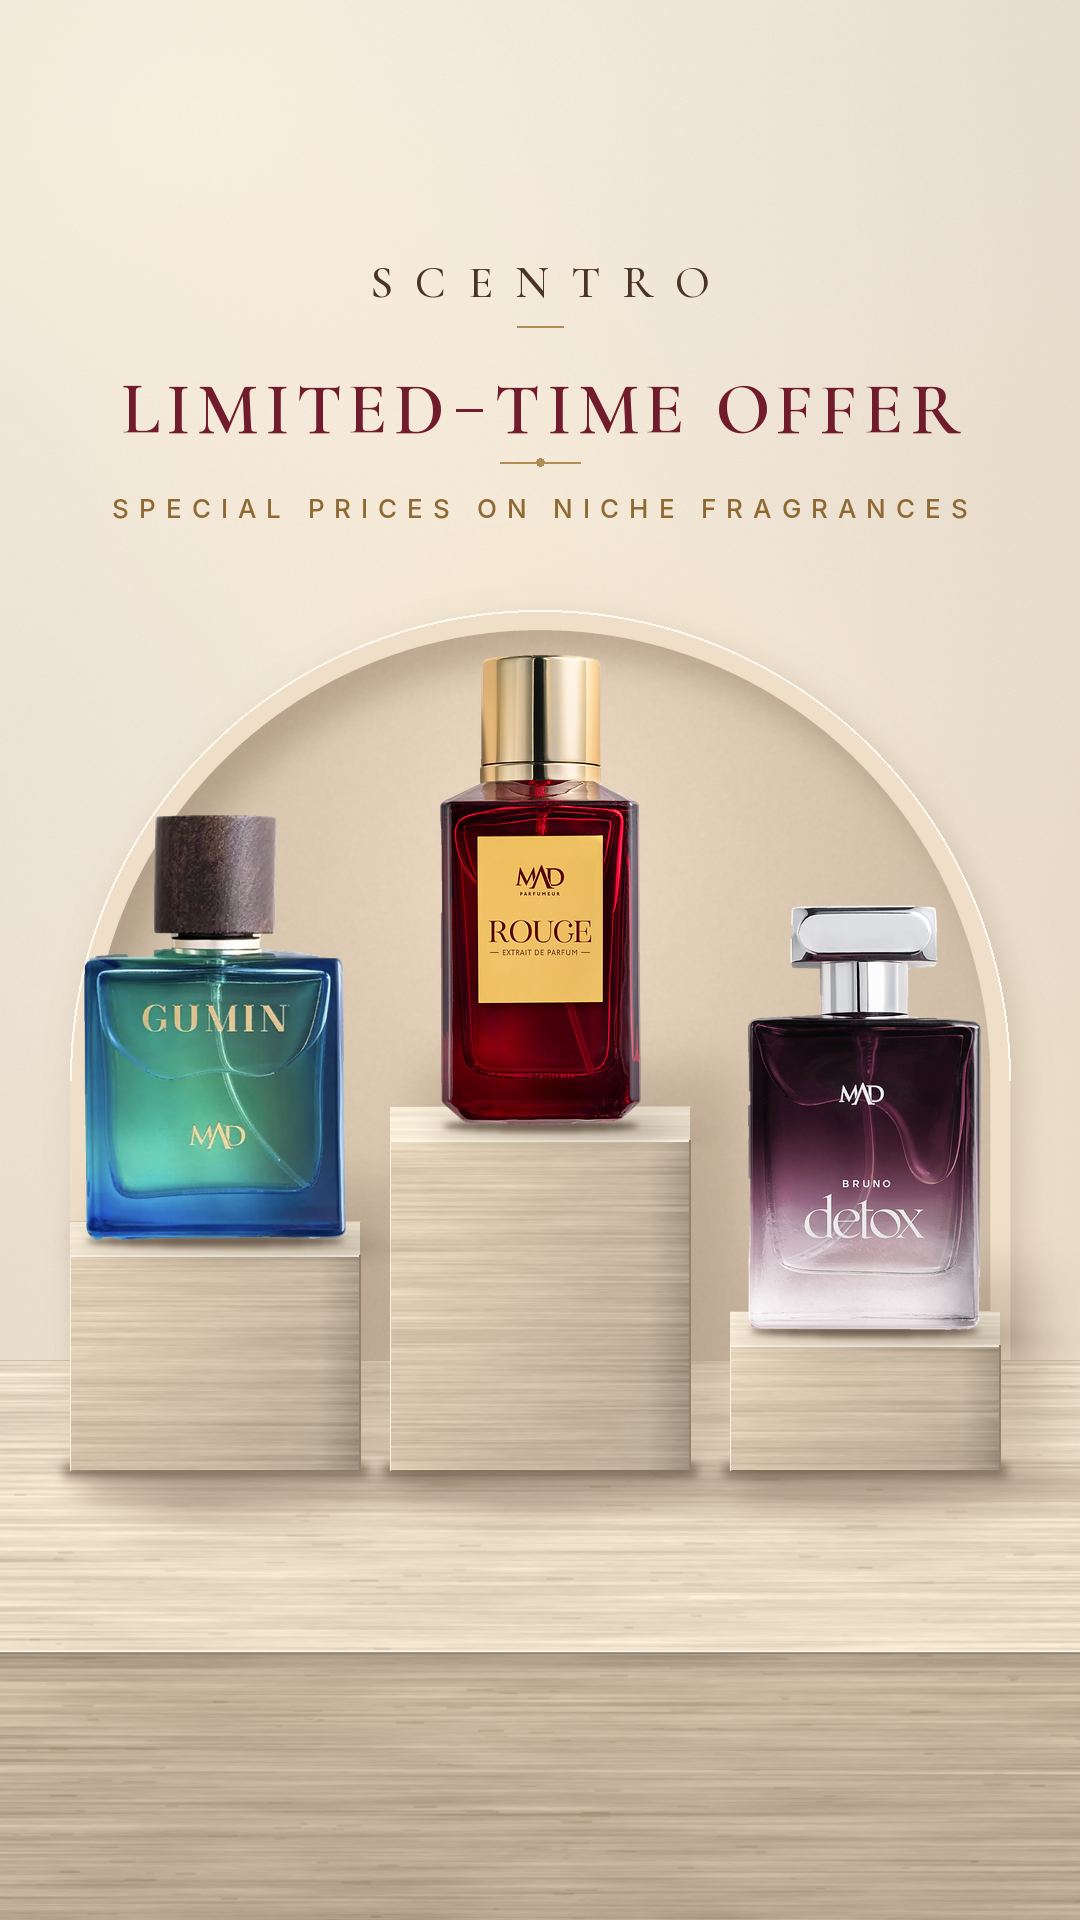 SCENTRO
LIMITED-TIME OFFER
SPECIAL PRICES ON NICHE FRAGRANCES
GUMIN
MAD
MAD
PARFUMEUR
ROUGE
EXTRAIT DE PARFUM
MAD
BRUNO
detox